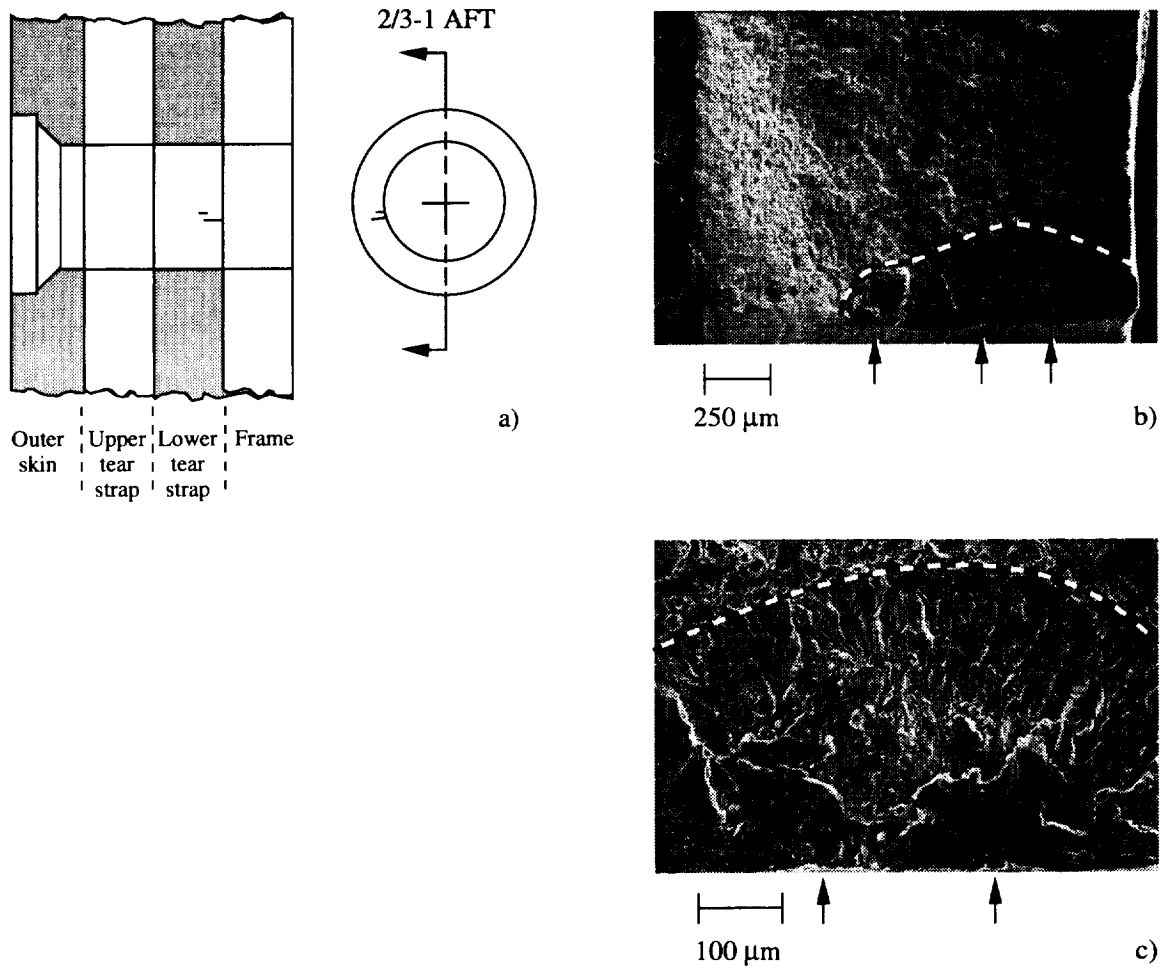 2/3-1 AFT
a)
Outer
skin
Upper
tear
strap
Lower
tear
strap
Frame
250 μm
b)
100 μm
c)